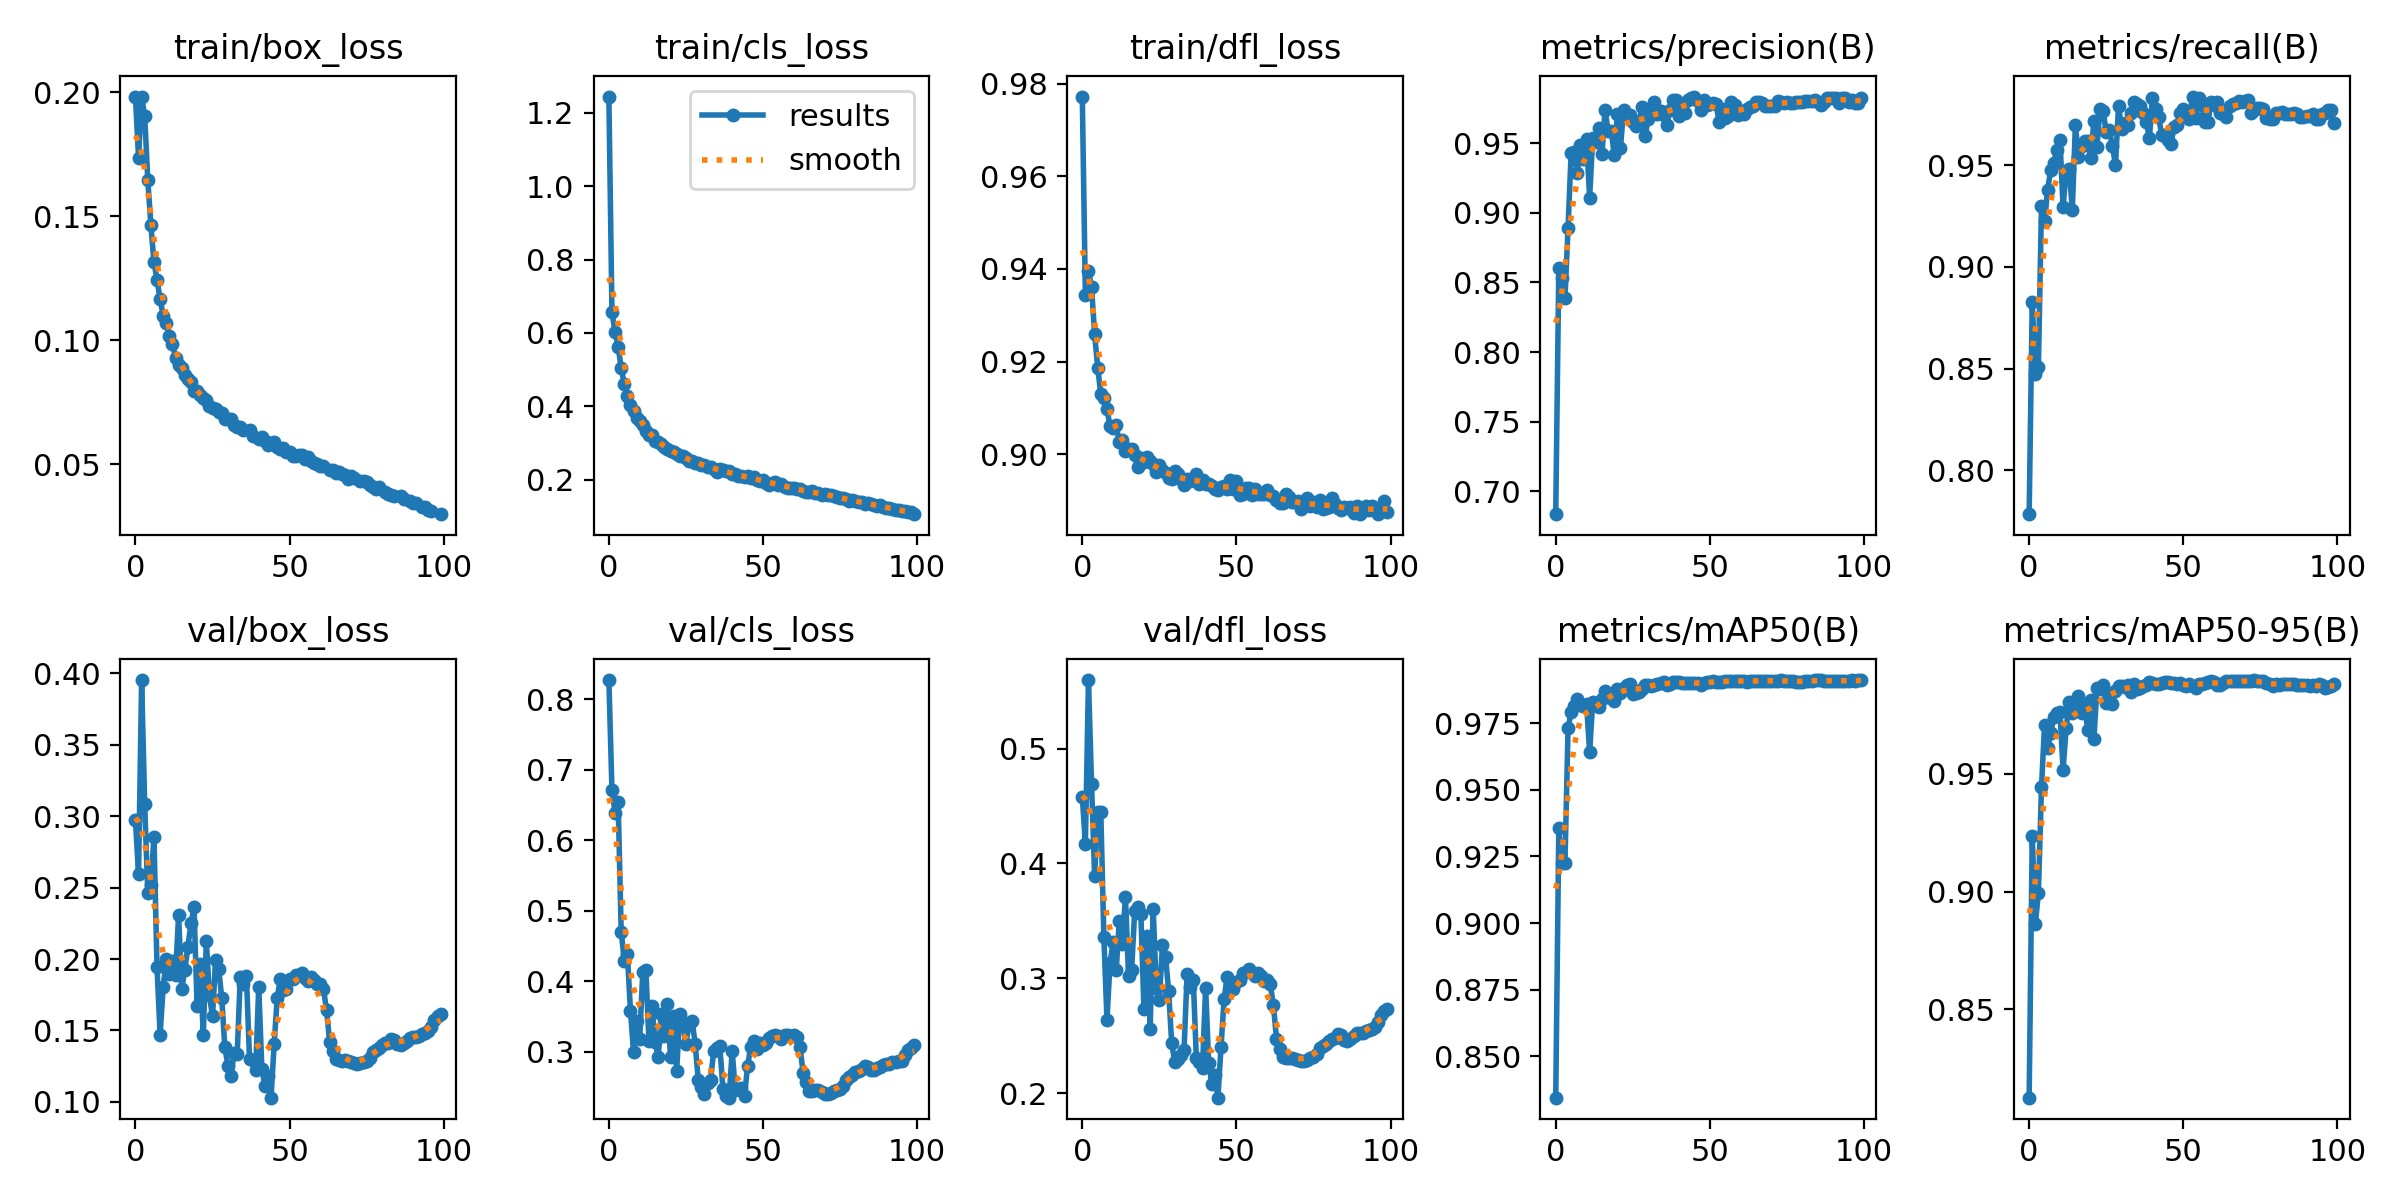 train/box_loss
0.20
0.15
0.10
0.05
0 50 100
train/cls_loss
results
smooth
1.2
1.0
0.8
0.6
0.4
0.2
0 50 100
train/dfl_loss
0.98
0.96
0.94
0.92
0.90
0 50 100
metrics/precision(B)
0.95
0.90
0.85
0.80
0.75
0.70
0 50 100
metrics/recall(B)
0.95
0.90
0.85
0.80
0 50 100
val/box_loss
0.40
0.35
0.30
0.25
0.20
0.15
0.10
0 50 100
val/cls_loss
0.8
0.7
0.6
0.5
0.4
0.3
0 50 100
val/dfl_loss
0.5
0.4
0.3
0.2
0 50 100
metrics/mAP50(B)
0.975
0.950
0.925
0.900
0.875
0.850
0 50 100
metrics/mAP50-95(B)
0.95
0.90
0.85
0 50 100